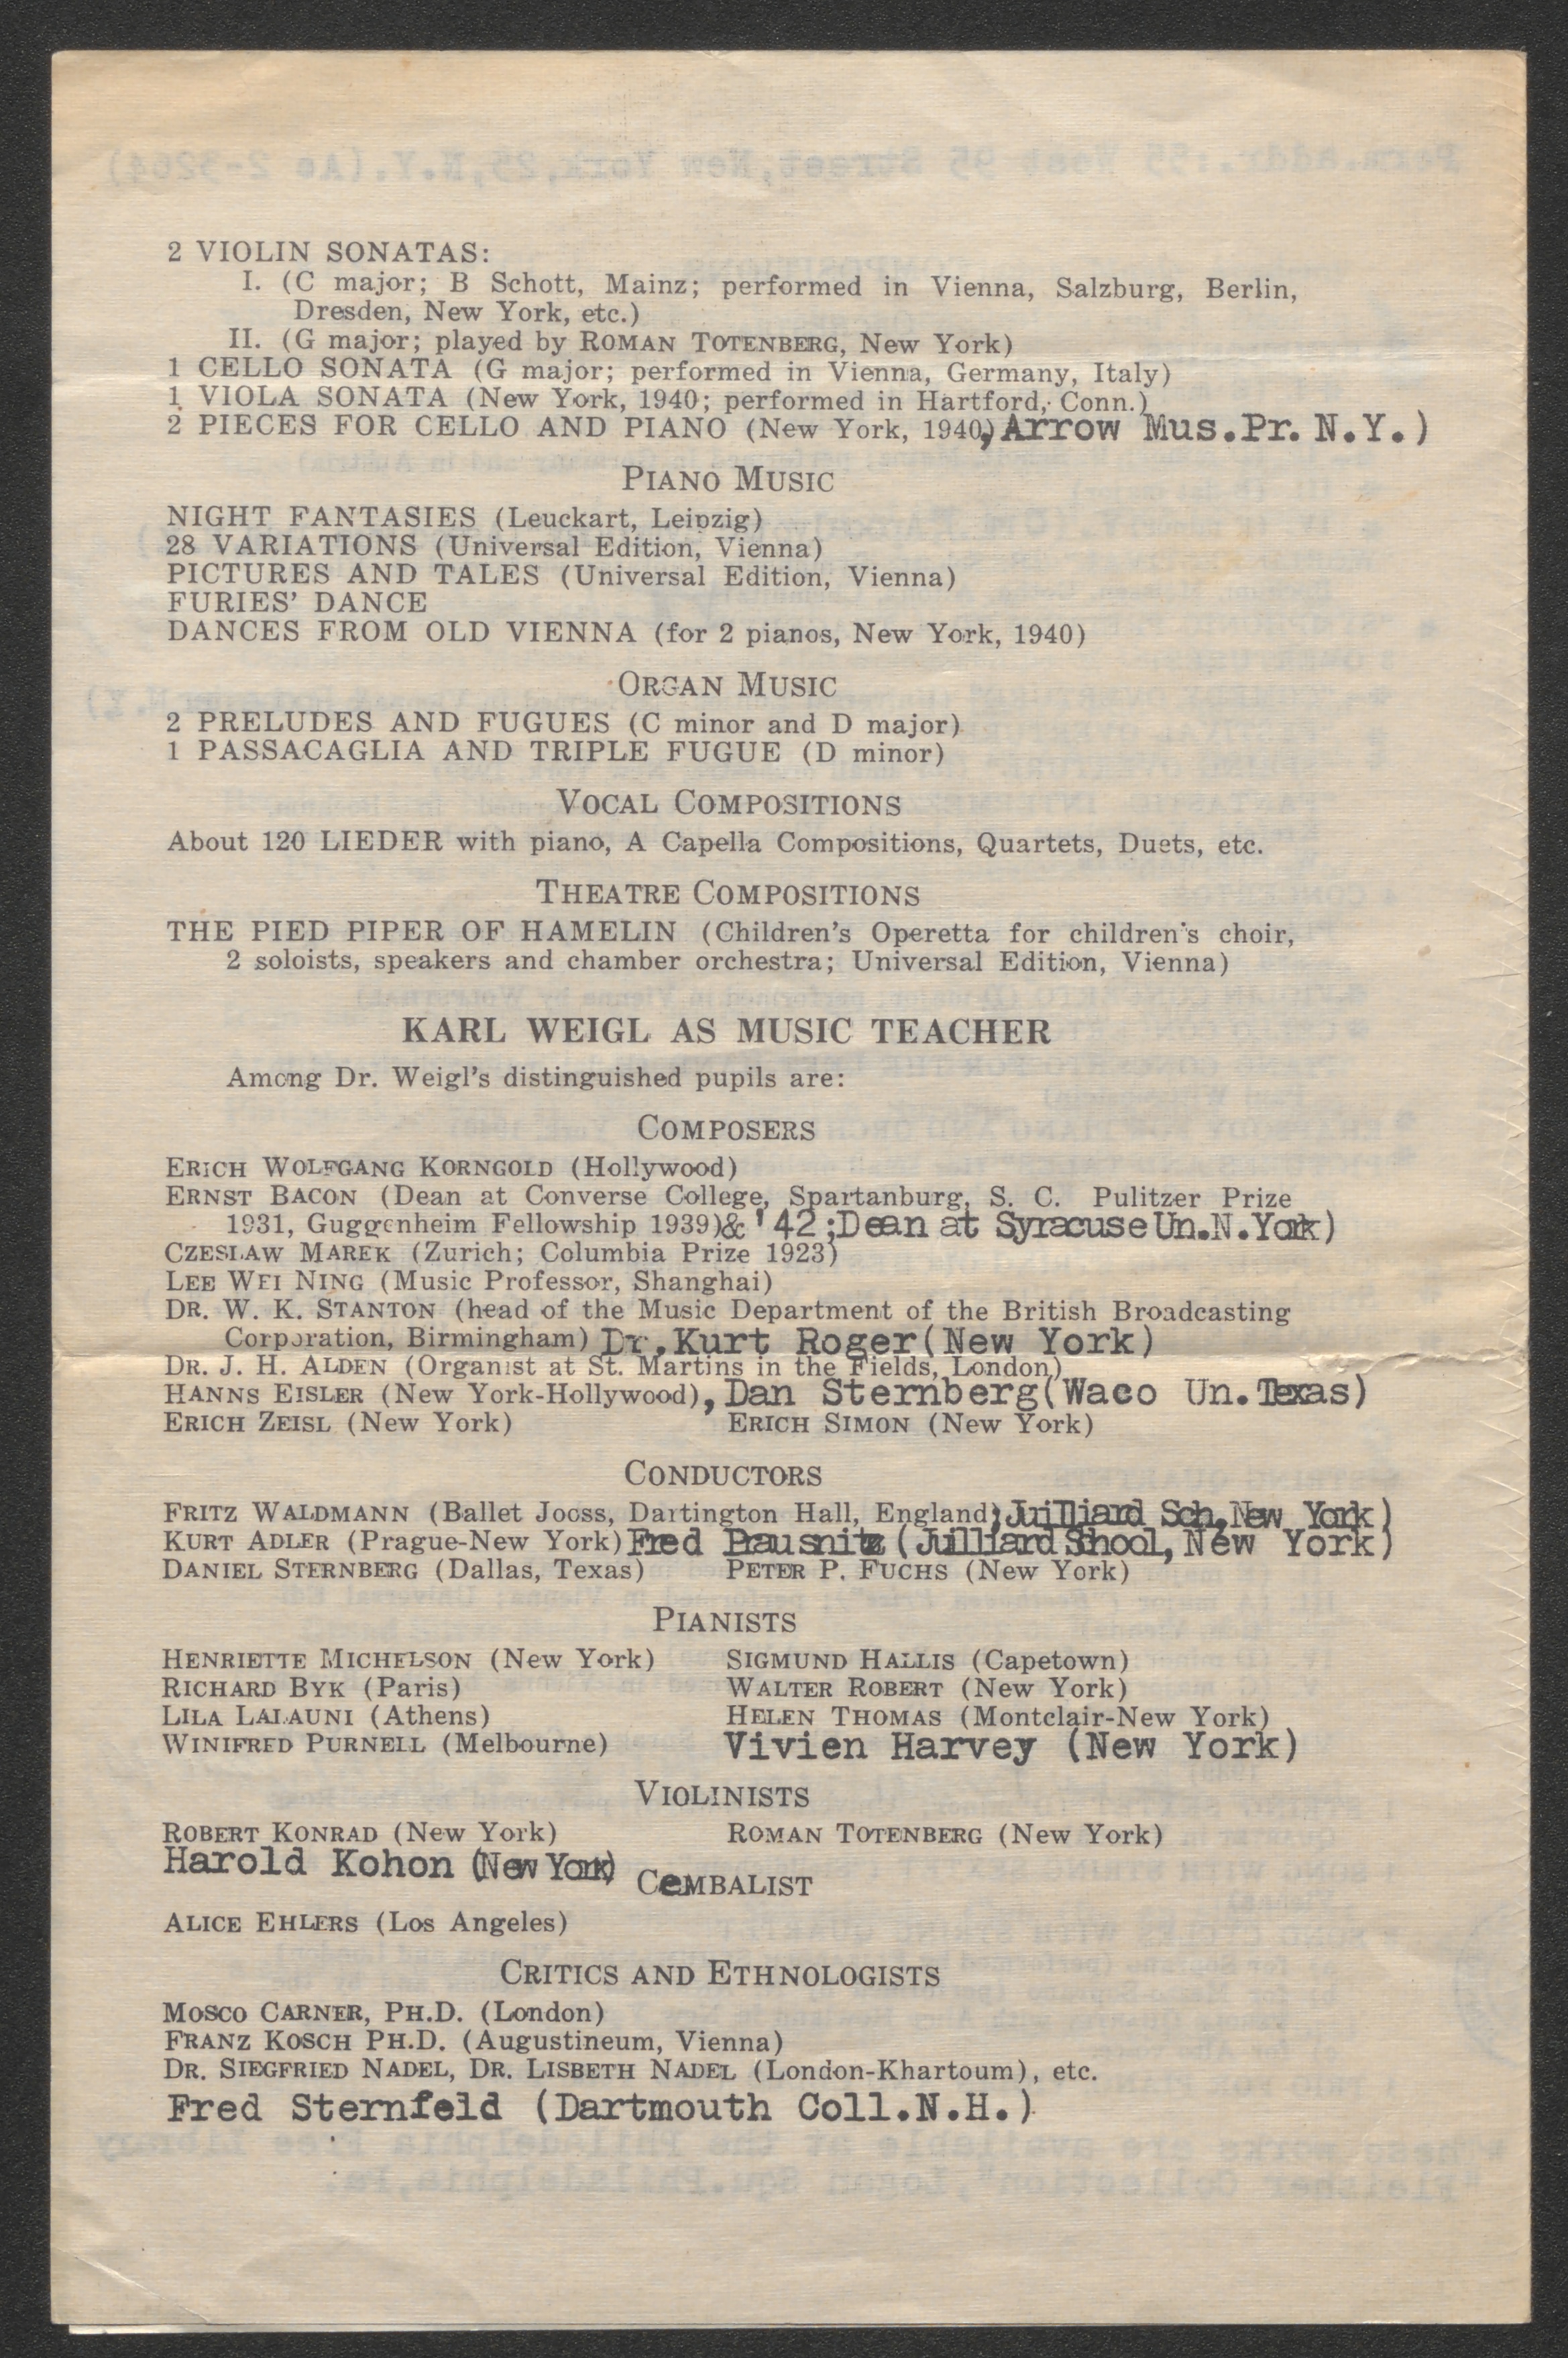 2 VIOLIN SONATAS:
I. (C major; B Schott, Mainz; performed in Vienna, Salzburg, Berlin,
Dresden, New York, etc.)
II. (G major; played by ROMAN TOTENBERG, New York)
1 CELLO SONATA (G major; performed in Vienna, Germany, Italy)
1 VIOLA SONATA (New York, 1940; performed in Hartford, Conn.)
2 PIECES FOR CELLO AND PIANO (New York, 1940), Arrow Mus.Pr. N.Y.)
PIANO MUSIC
NIGHT FANTASIES (Leuckart, Leipzig)
28 VARIATIONS (Universal Edition, Vienna)
PICTURES AND TALES (Universal Edition, Vienna)
FURIES' DANCE
DANCES FROM OLD VIENNA (for 2 pianos, New York, 1940)
ORGAN MUSIC
2 PRELUDES AND FUGUES (C minor and D major)
1 PASSACAGLIA AND TRIPLE FUGUE (D minor)
VOCAL COMPOSITIONS
About 120 LIEDER with piano, A Capella Compositions, Quartets, Duets, etc.
THEATRE COMPOSITIONS
THE PIED PIPER OF HAMELIN (Children's Operetta for children's choir,
2 soloists, speakers and chamber orchestra; Universal Edition, Vienna)
KARL WEIGL AS MUSIC TEACHER
Among Dr. Weigl's distinguished pupils are:
COMPOSERS
ERICH WOLFGANG KORNGOLD (Hollywood)
ERNST BACON (Dean at Converse College, Spartanburg, S. C. Pulitzer Prize
1931, Guggenheim Fellowship 1939)& '42;Dean at Syracuse Un.N.York)
CZESLAW MAREK (Zurich; Columbia Prize 1923)
LEE WEI NING (Music Professor, Shanghai)
DR. W. K. STANTON (head of the Music Department of the British Broadcasting
Corporation, Birmingham) Dr.Kurt Roger(New York)
DR. J. H. ALDEN (Organist at St. Martins in the Fields, London)
HANNS EISLER (New York-Hollywood), Dan Sternberg(Waco Un. Texas)
ERICH ZEISL (New York) ERICH SIMON (New York)
CONDUCTORS
FRITZ WALDMANN (Ballet Jooss, Dartington Hall, England; Juilliard Sch,New York)
KURT ADLER (Prague-New York) Fred Prausnitz (Juilliard Shool, New York)
DANIEL STERNBERG (Dallas, Texas) PETER P. FUCHS (New York)
PIANISTS
HENRIETTE MICHELSON (New York) SIGMUND HALLIS (Capetown)
RICHARD BYK (Paris) WALTER ROBERT (New York)
LILA LALAUNI (Athens) HELEN THOMAS (Montclair-New York)
WINIFRED PURNELL (Melbourne) Vivien Harvey (New York)
VIOLINISTS
ROBERT KONRAD (New York) ROMAN TOTENBERG (New York)
Harold Kohon (New York)
CeMBALIST
ALICE EHLERS (Los Angeles)
CRITICS AND ETHNOLOGISTS
MOSCO CARNER, PH.D. (London)
FRANZ KOSCH PH.D. (Augustineum, Vienna)
DR. SIEGFRIED NADEL, DR. LISBETH NADEL (London-Khartoum), etc.
Fred Sternfeld (Dartmouth Coll.N.H.)